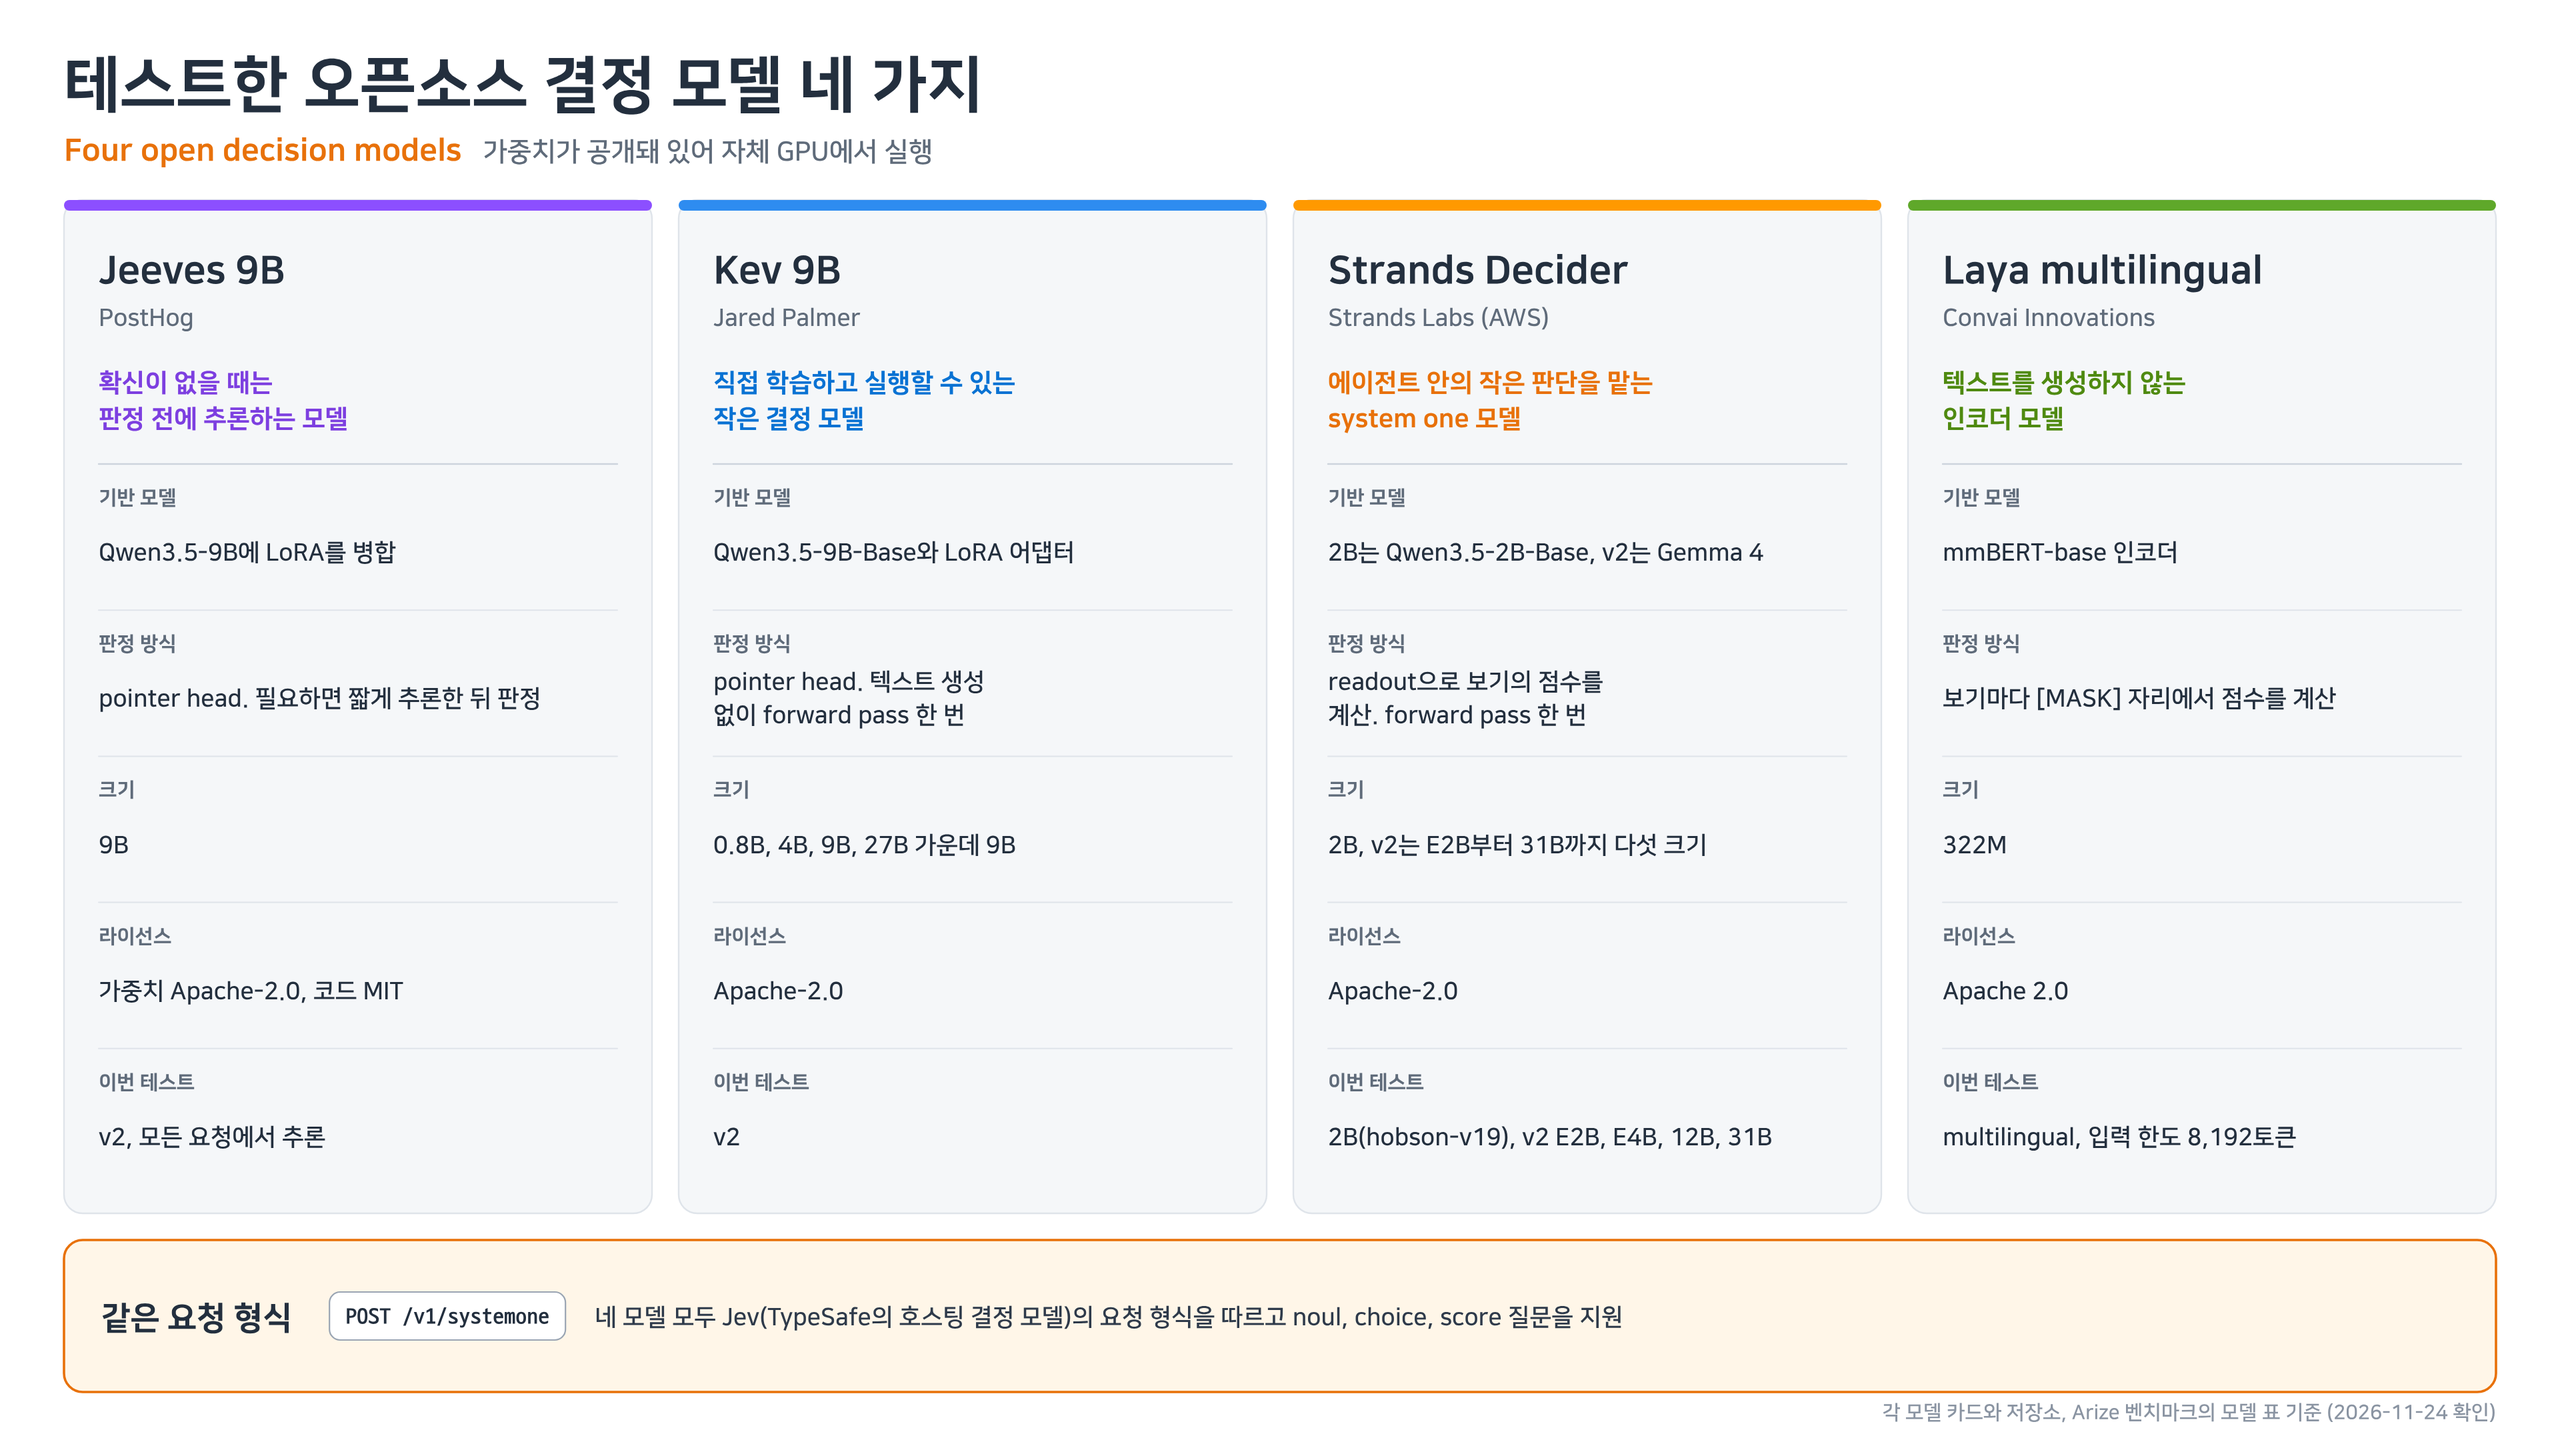 테스트한 오픈소스 결정 모델 네 가지
Four open decision models 가중치가 공개돼 있어 자체 GPU에서 실행
Jeeves 9B
PostHog
확신이 없을 때는
판정 전에 추론하는 모델
기반 모델
Qwen3.5-9B에 LoRA를 병합
판정 방식
pointer head. 필요하면 짧게 추론한 뒤 판정
크기
9B
라이선스
가중치 Apache-2.0, 코드 MIT
이번 테스트
v2, 모든 요청에서 추론
Kev 9B
Jared Palmer
직접 학습하고 실행할 수 있는
작은 결정 모델
기반 모델
Qwen3.5-9B-Base와 LoRA 어댑터
판정 방식
pointer head. 텍스트 생성
없이 forward pass 한 번
크기
0.8B, 4B, 9B, 27B 가운데 9B
라이선스
Apache-2.0
이번 테스트
v2
Strands Decider
Strands Labs (AWS)
에이전트 안의 작은 판단을 맡는
system one 모델
기반 모델
2B는 Qwen3.5-2B-Base, v2는 Gemma 4
판정 방식
readout으로 보기의 점수를
계산. forward pass 한 번
크기
2B, v2는 E2B부터 31B까지 다섯 크기
라이선스
Apache-2.0
이번 테스트
2B(hobson-v19), v2 E2B, E4B, 12B, 31B
Laya multilingual
Convai Innovations
텍스트를 생성하지 않는
인코더 모델
기반 모델
mmBERT-base 인코더
판정 방식
보기마다 [MASK] 자리에서 점수를 계산
크기
322M
라이선스
Apache 2.0
이번 테스트
multilingual, 입력 한도 8,192토큰
같은 요청 형식 POST /v1/systemone 네 모델 모두 Jev(TypeSafe의 호스팅 결정 모델)의 요청 형식을 따르고 noul, choice, score 질문을 지원
각 모델 카드와 저장소, Arize 벤치마크의 모델 표 기준 (2026-11-24 확인)